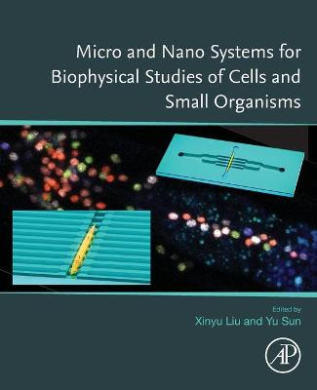 Micro and Nano Systems for
Biophysical Studies of Cells and
Small Organisms
Edited by
Xinyu Liu and Yu Sun
AP